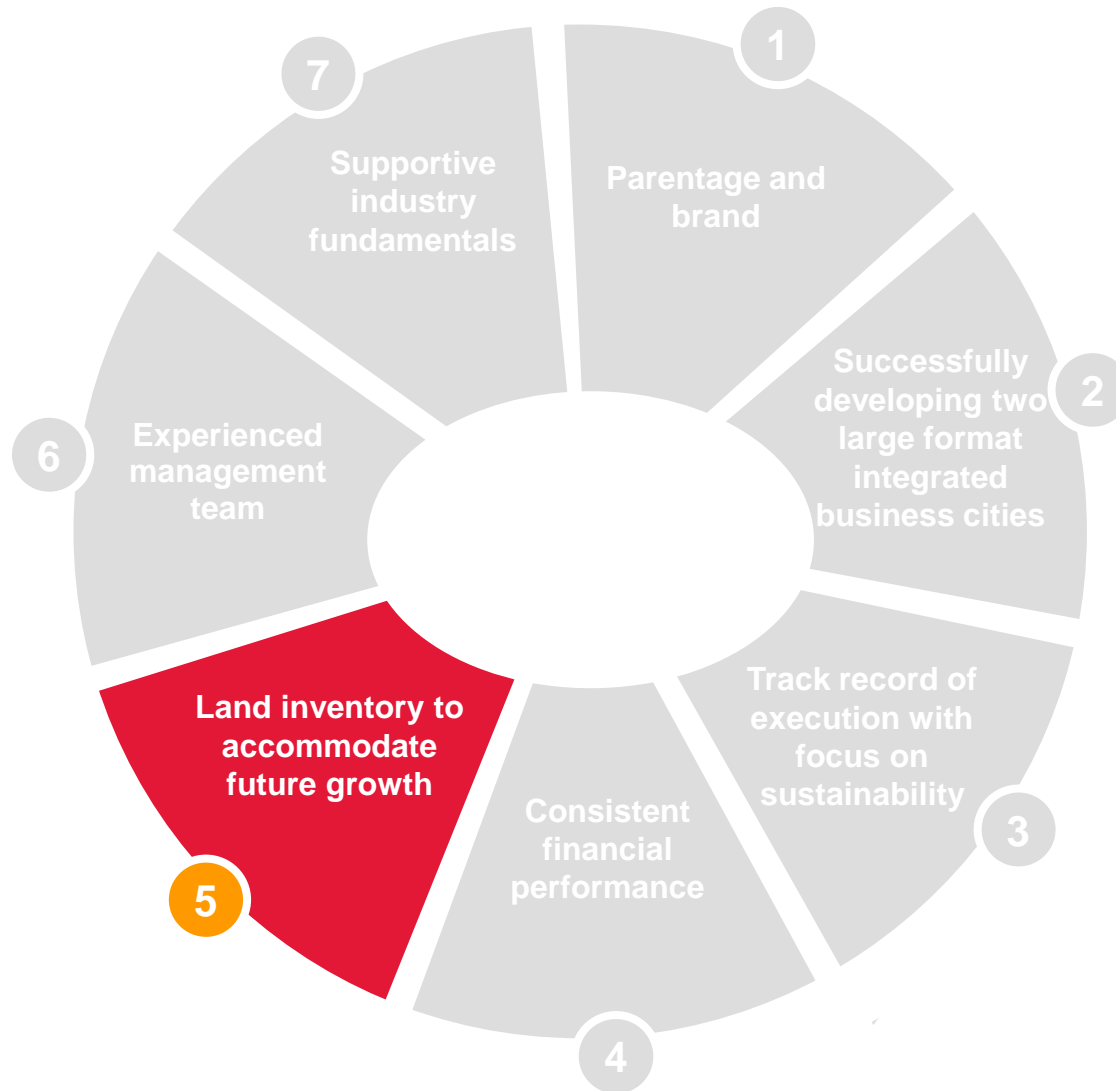 1
Parentage and
brand
2
Successfully
developing two
large format
integrated
business cities
3
Track record of
execution with
focus on
sustainability
4
Consistent
financial
performance
5
Land inventory to
accommodate
future growth
6
Experienced
management
team
7
Supportive
industry
fundamentals